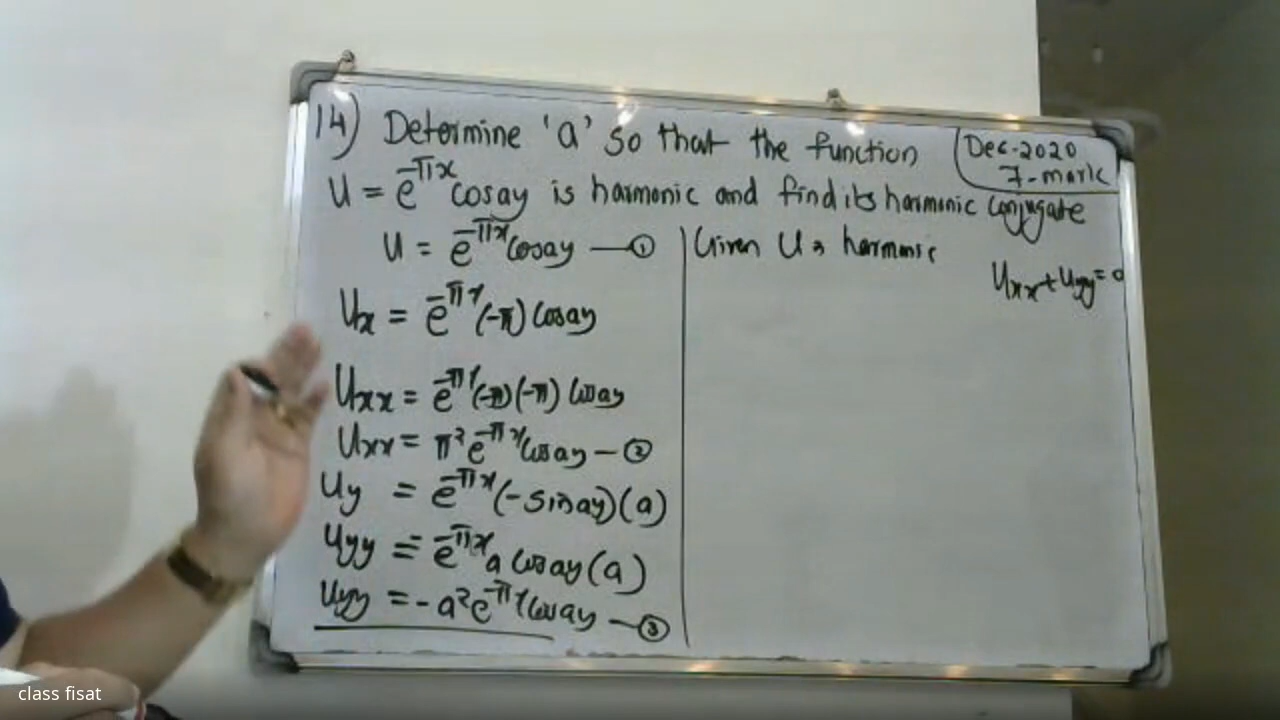 14) Determine 'a' so that the function
Dec-2020
7-mark
U = e^-πx cosay is harmonic and find its harmonic conjugate
U = e^-πx cosay — ①
Ux = e^-πx (-π) cosay
Uxx = e^-πx (-π)(-π) cosay
Uxx = π² e^-πx cosay — ②
Uy = e^-πx (-sinay)(a)
Uyy = - e^-πx a cosay (a)
Uyy = - a² e^-πx cosay — ③
Given U is harmonic
Uxx + Uyy = 0
class fisat